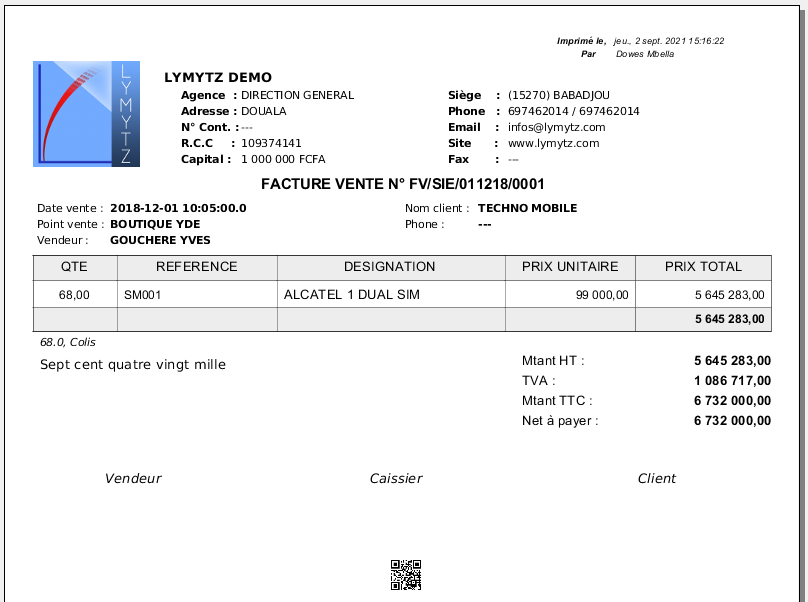 Imprimé le, jeu., 2 sept. 2021 15:16:22
Par Dowes Mbella
LYMYTZ
LYMYTZ DEMO
Agence : DIRECTION GENERAL Siège : (15270) BABADJOU
Adresse : DOUALA Phone : 697462014 / 697462014
N° Cont. : --- Email : infos@lymytz.com
R.C.C : 109374141 Site : www.lymytz.com
Capital : 1 000 000 FCFA Fax : ---
FACTURE VENTE N° FV/SIE/011218/0001
Date vente : 2018-12-01 10:05:00.0 Nom client : TECHNO MOBILE
Point vente : BOUTIQUE YDE Phone : ---
Vendeur : GOUCHERE YVES
QTE REFERENCE DESIGNATION PRIX UNITAIRE PRIX TOTAL
68,00 SM001 ALCATEL 1 DUAL SIM 99 000,00 5 645 283,00
5 645 283,00
68.0, Colis
Sept cent quatre vingt mille
Mtant HT : 5 645 283,00
TVA : 1 086 717,00
Mtant TTC : 6 732 000,00
Net à payer : 6 732 000,00
Vendeur Caissier Client